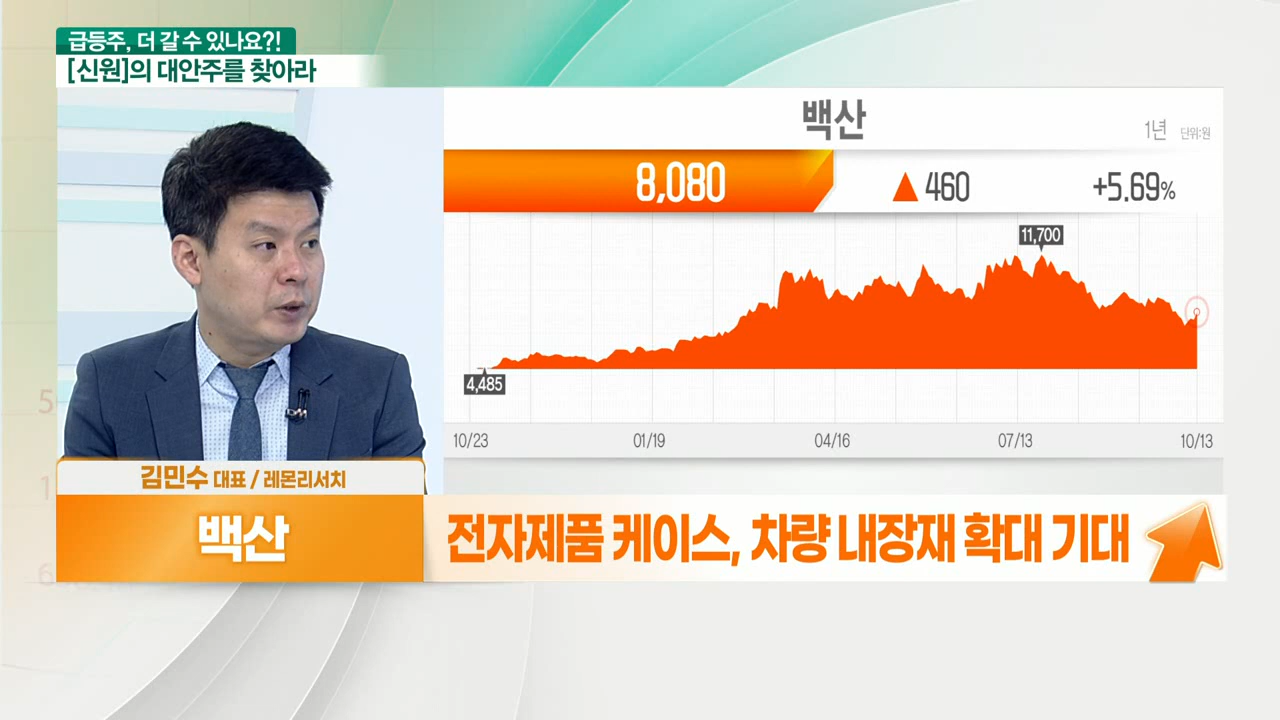 급등주, 더 갈 수 있나요?!
[신원]의 대안주를 찾아라
백산
1년 단위:원
8,080 ▲ 460 +5.69%
11,700
4,485
10/23 01/19 04/16 07/13 10/13
김민수 대표 / 레몬리서치
백산
전자제품 케이스, 차량 내장재 확대 기대
5
1
6